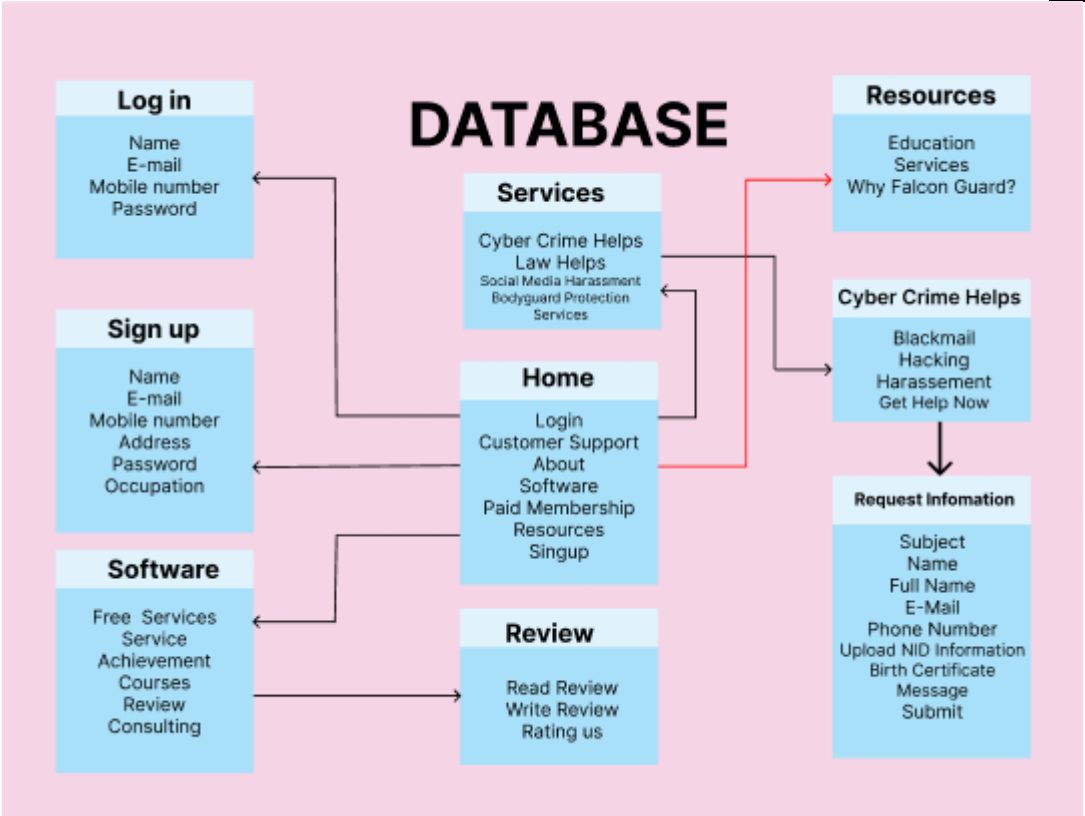 DATABASE
Log in
Name
E-mail
Mobile number
Password
Sign up
Name
E-mail
Mobile number
Address
Password
Occupation
Software
Free Services
Service
Achievement
Courses
Review
Consulting
Services
Cyber Crime Helps
Law Helps
Social Media Harassment
Bodyguard Protection
Services
Home
Login
Customer Support
About
Software
Paid Membership
Resources
Singup
Review
Read Review
Write Review
Rating us
Resources
Education
Services
Why Falcon Guard?
Cyber Crime Helps
Blackmail
Hacking
Harassement
Get Help Now
Request Infomation
Subject
Name
Full Name
E-Mail
Phone Number
Upload NID Information
Birth Certificate
Message
Submit